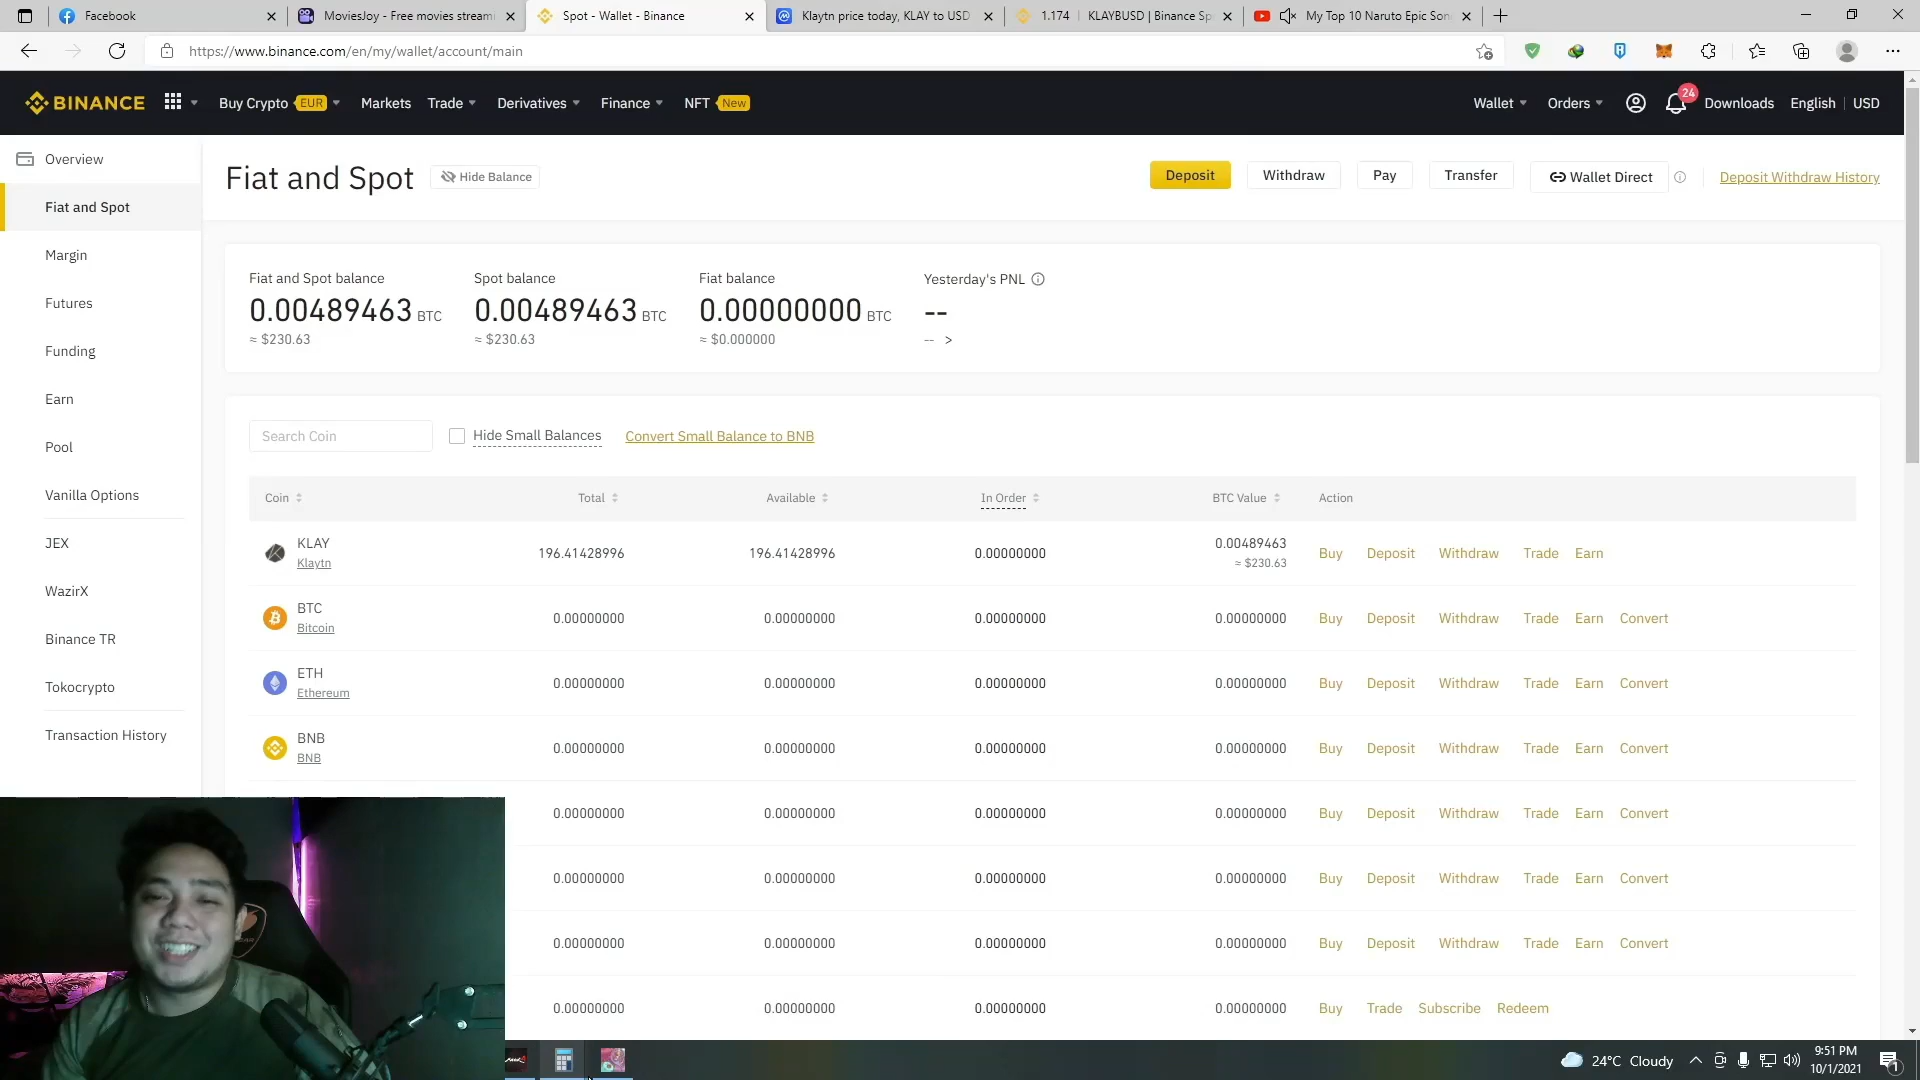 Facebook
MoviesJoy - Free movies streami
Spot - Wallet - Binance
Klaytn price today, KLAY to USD
1.174 | KLAYBUSD | Binance Sp
My Top 10 Naruto Epic Son
https://www.binance.com/en/my/wallet/account/main
BINANCE
Buy Crypto EUR
Markets
Trade
Derivatives
Finance
NFT New
Wallet
Orders
24
Downloads
English
USD
Overview
Fiat and Spot
Margin
Futures
Funding
Earn
Pool
Vanilla Options
JEX
WazirX
Binance TR
Tokocrypto
Transaction History
Fiat and Spot
Hide Balance
Deposit
Withdraw
Pay
Transfer
Wallet Direct
Deposit Withdraw History
Fiat and Spot balance
0.00489463 BTC
≈ $230.63
Spot balance
0.00489463 BTC
≈ $230.63
Fiat balance
0.00000000 BTC
≈ $0.000000
Yesterday's PNL
--
-- >
Search Coin
Hide Small Balances
Convert Small Balance to BNB
Coin Total Available In Order BTC Value Action
KLAY
Klaytn
196.41428996 196.41428996 0.00000000
0.00489463
≈ $230.63
Buy Deposit Withdraw Trade Earn
BTC
Bitcoin
0.00000000 0.00000000 0.00000000 0.00000000 Buy Deposit Withdraw Trade Earn Convert
ETH
Ethereum
0.00000000 0.00000000 0.00000000 0.00000000 Buy Deposit Withdraw Trade Earn Convert
BNB
BNB
0.00000000 0.00000000 0.00000000 0.00000000 Buy Deposit Withdraw Trade Earn Convert
0.00000000 0.00000000 0.00000000 0.00000000 Buy Deposit Withdraw Trade Earn Convert
0.00000000 0.00000000 0.00000000 0.00000000 Buy Deposit Withdraw Trade Earn Convert
0.00000000 0.00000000 0.00000000 0.00000000 Buy Deposit Withdraw Trade Earn Convert
0.00000000 0.00000000 0.00000000 0.00000000 Buy Trade Subscribe Redeem
24°C Cloudy
9:51 PM
10/1/2021
1